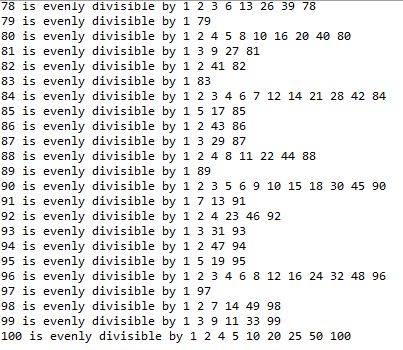 78 is evenly divisible by 1 2 3 6 13 26 39 78
79 is evenly divisible by 1 79
80 is evenly divisible by 1 2 4 5 8 10 16 20 40 80
81 is evenly divisible by 1 3 9 27 81
82 is evenly divisible by 1 2 41 82
83 is evenly divisible by 1 83
84 is evenly divisible by 1 2 3 4 6 7 12 14 21 28 42 84
85 is evenly divisible by 1 5 17 85
86 is evenly divisible by 1 2 43 86
87 is evenly divisible by 1 3 29 87
88 is evenly divisible by 1 2 4 8 11 22 44 88
89 is evenly divisible by 1 89
90 is evenly divisible by 1 2 3 5 6 9 10 15 18 30 45 90
91 is evenly divisible by 1 7 13 91
92 is evenly divisible by 1 2 4 23 46 92
93 is evenly divisible by 1 3 31 93
94 is evenly divisible by 1 2 47 94
95 is evenly divisible by 1 5 19 95
96 is evenly divisible by 1 2 3 4 6 8 12 16 24 32 48 96
97 is evenly divisible by 1 97
98 is evenly divisible by 1 2 7 14 49 98
99 is evenly divisible by 1 3 9 11 33 99
100 is evenly divisible by 1 2 4 5 10 20 25 50 100